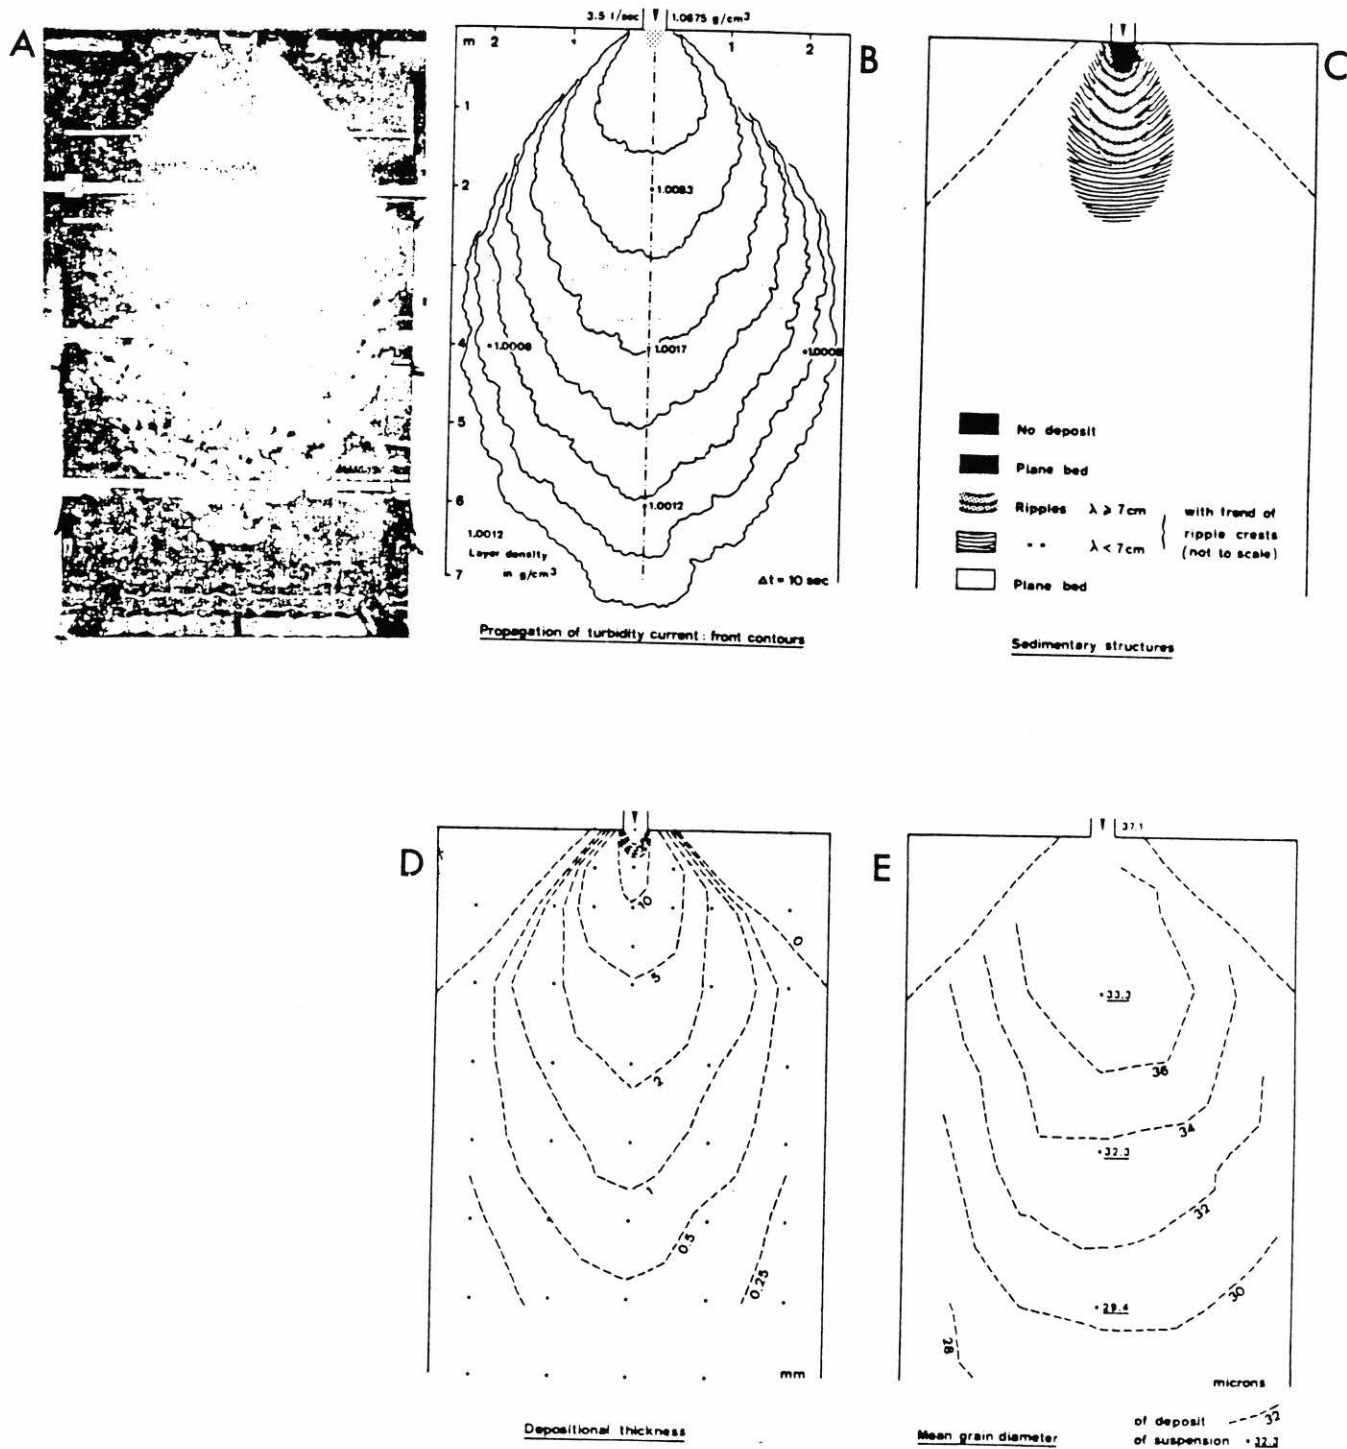 A
3.5 l/sec 1.0675 g/cm³
m 2 1 1 2
B
C
1
2
1.0083
4
1.0008
1.0017
1.0008
5
6
1.0012
1.0012
Layer density
in g/cm³
7
Δt = 10 sec
Propagation of turbidity current : front contours
No deposit
Plane bed
Ripples λ ⩾ 7cm
" " λ < 7cm
with trend of
ripple crests
(not to scale)
Plane bed
Sedimentary structures
D
10
0
5
2
1
0.5
0.25
mm
Depositional thickness
E
37.1
33.3
36
34
32.3
32
30
29.4
28
microns
of deposit 32
of suspension 32.3
Mean grain diameter